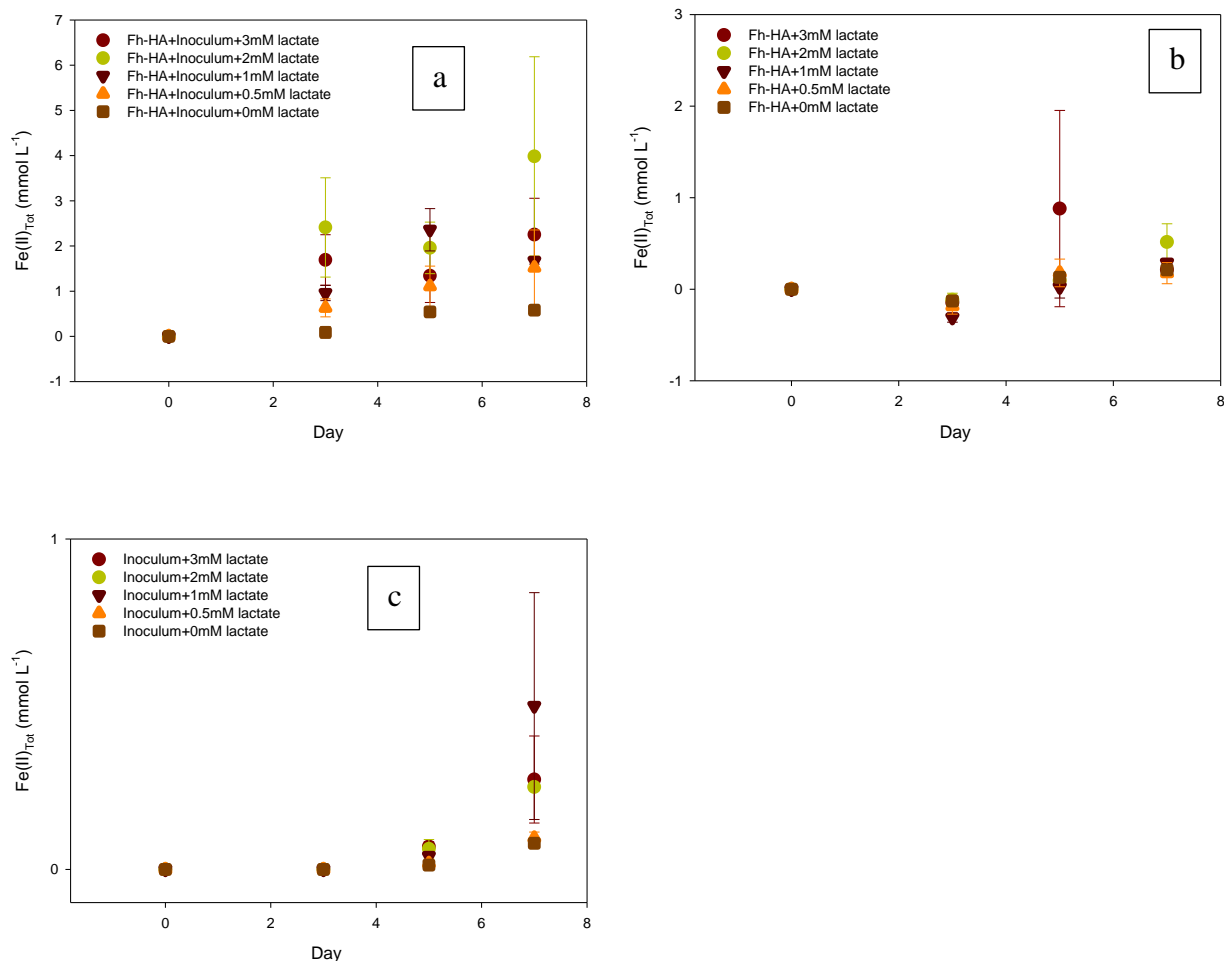 7
6
5
4
3
2
1
0
-1
Fe(II)Tot (mmol L-1)
Fh-HA+Inoculum+3mM lactate
Fh-HA+Inoculum+2mM lactate
Fh-HA+Inoculum+1mM lactate
Fh-HA+Inoculum+0.5mM lactate
Fh-HA+Inoculum+0mM lactate
a
0 2 4 6 8
Day
3
2
1
0
-1
Fe(II)Tot (mmol L-1)
Fh-HA+3mM lactate
Fh-HA+2mM lactate
Fh-HA+1mM lactate
Fh-HA+0.5mM lactate
Fh-HA+0mM lactate
b
0 2 4 6 8
Day
1
0
Fe(II)Tot (mmol L-1)
Inoculum+3mM lactate
Inoculum+2mM lactate
Inoculum+1mM lactate
Inoculum+0.5mM lactate
Inoculum+0mM lactate
c
0 2 4 6 8
Day